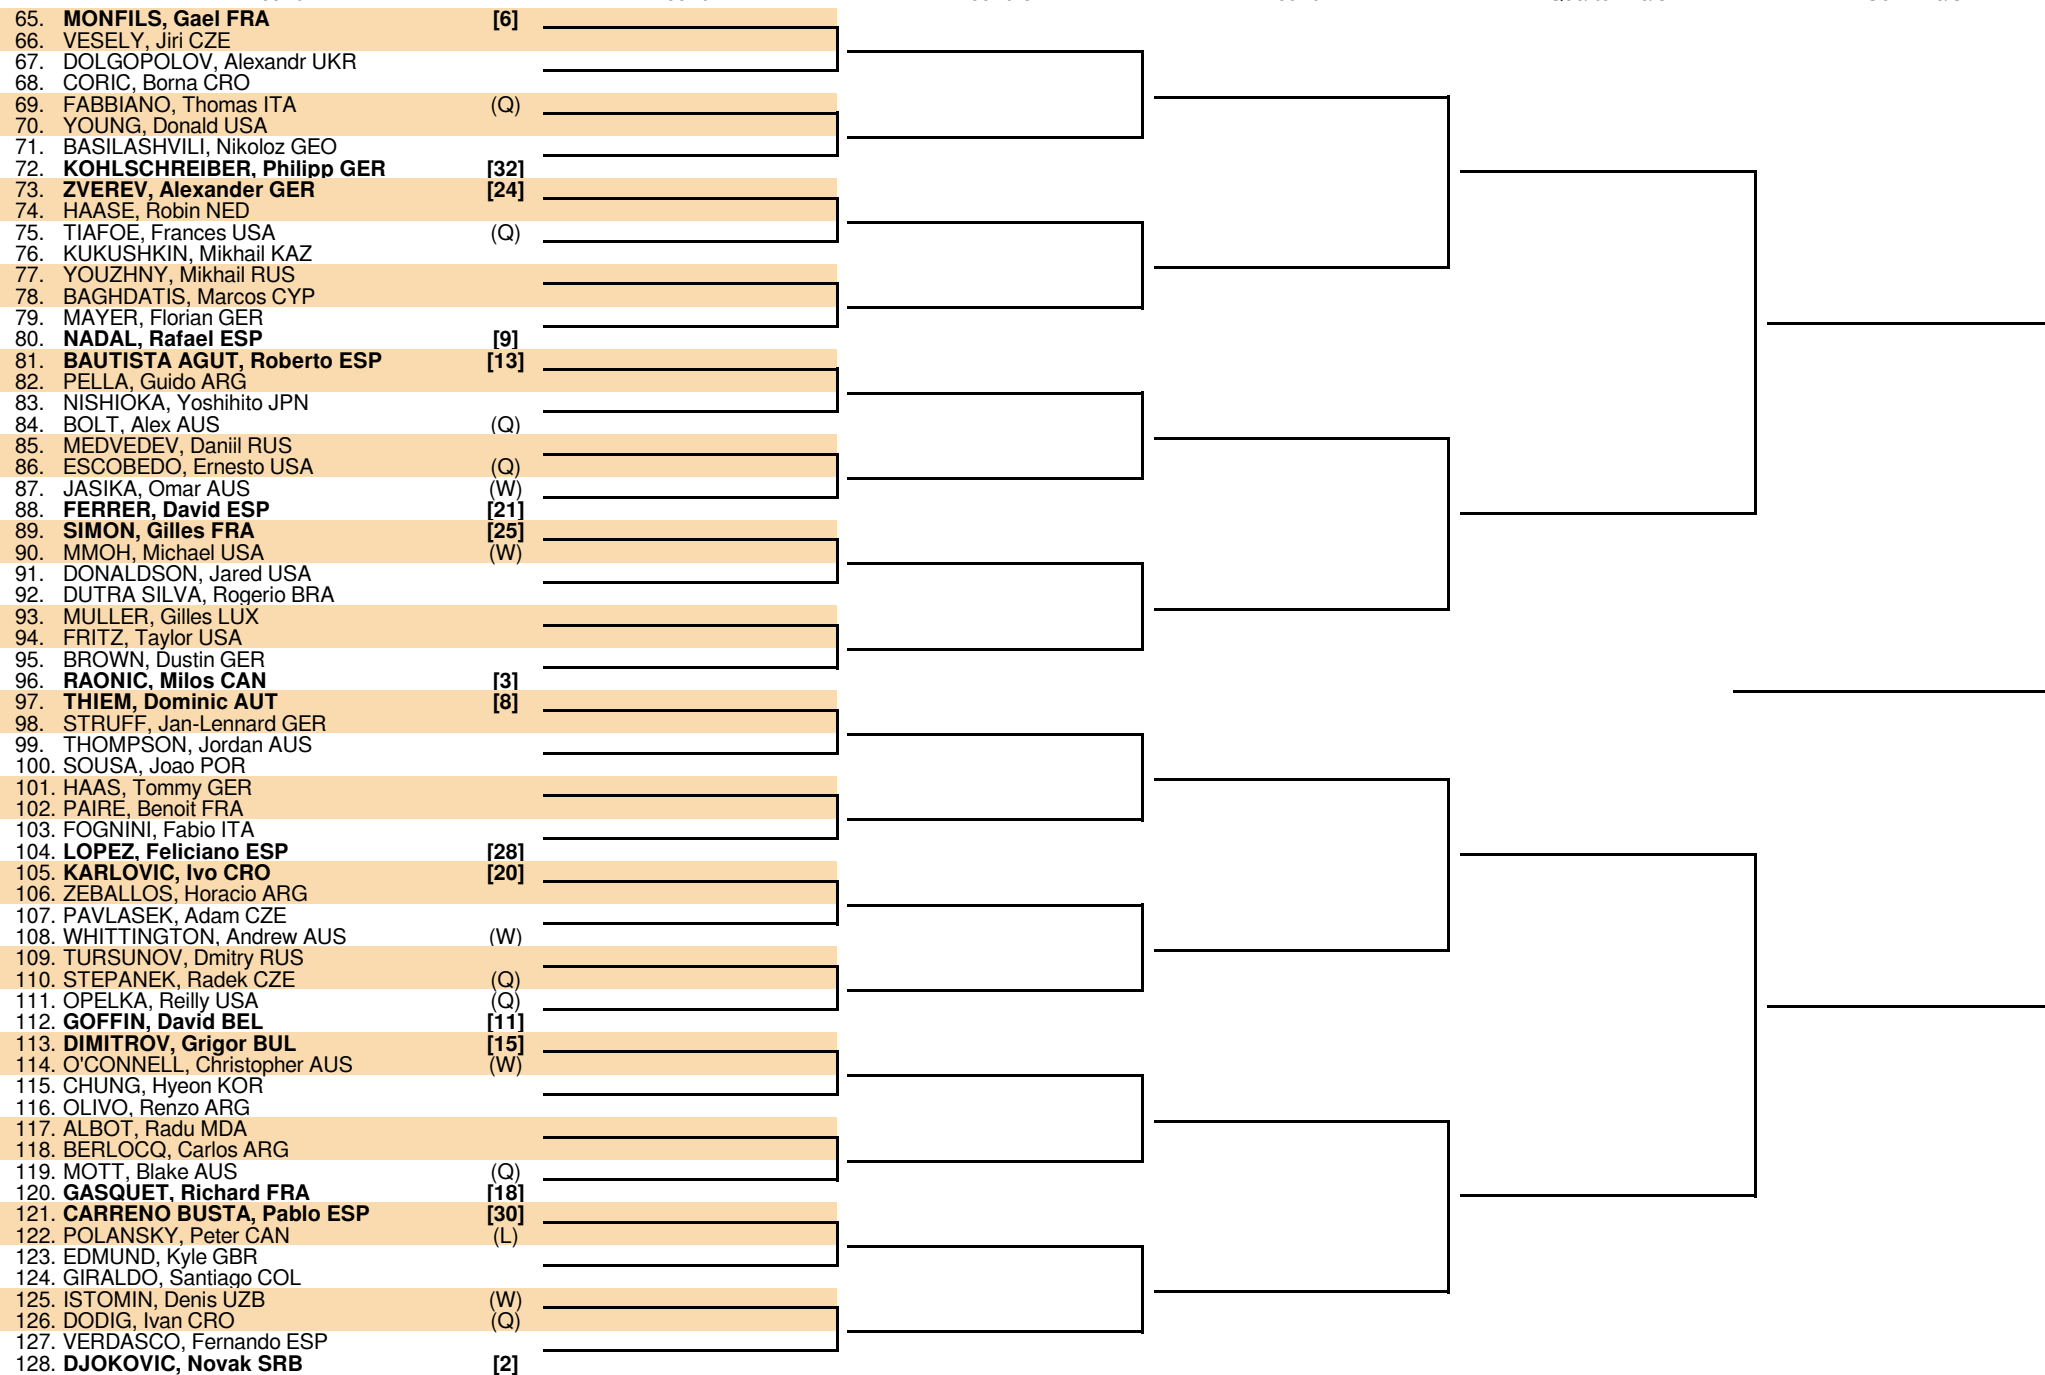 65. MONFILS, Gael FRA [6]
66. VESELY, Jiri CZE
67. DOLGOPOLOV, Alexandr UKR
68. CORIC, Borna CRO
69. FABBIANO, Thomas ITA (Q)
70. YOUNG, Donald USA
71. BASILASHVILI, Nikoloz GEO
72. KOHLSCHREIBER, Philipp GER [32]
73. ZVEREV, Alexander GER [24]
74. HAASE, Robin NED
75. TIAFOE, Frances USA (Q)
76. KUKUSHKIN, Mikhail KAZ
77. YOUZHNY, Mikhail RUS
78. BAGHDATIS, Marcos CYP
79. MAYER, Florian GER
80. NADAL, Rafael ESP [9]
81. BAUTISTA AGUT, Roberto ESP [13]
82. PELLA, Guido ARG
83. NISHIOKA, Yoshihito JPN
84. BOLT, Alex AUS (Q)
85. MEDVEDEV, Daniil RUS
86. ESCOBEDO, Ernesto USA (Q)
87. JASIKA, Omar AUS (W)
88. FERRER, David ESP [21]
89. SIMON, Gilles FRA [25]
90. MMOH, Michael USA (W)
91. DONALDSON, Jared USA
92. DUTRA SILVA, Rogerio BRA
93. MULLER, Gilles LUX
94. FRITZ, Taylor USA
95. BROWN, Dustin GER
96. RAONIC, Milos CAN [3]
97. THIEM, Dominic AUT [8]
98. STRUFF, Jan-Lennard GER
99. THOMPSON, Jordan AUS
100. SOUSA, Joao POR
101. HAAS, Tommy GER
102. PAIRE, Benoit FRA
103. FOGNINI, Fabio ITA
104. LOPEZ, Feliciano ESP [28]
105. KARLOVIC, Ivo CRO [20]
106. ZEBALLOS, Horacio ARG
107. PAVLASEK, Adam CZE
108. WHITTINGTON, Andrew AUS (W)
109. TURSUNOV, Dmitry RUS
110. STEPANEK, Radek CZE (Q)
111. OPELKA, Reilly USA (Q)
112. GOFFIN, David BEL [11]
113. DIMITROV, Grigor BUL [15]
114. O'CONNELL, Christopher AUS (W)
115. CHUNG, Hyeon KOR
116. OLIVO, Renzo ARG
117. ALBOT, Radu MDA
118. BERLOCQ, Carlos ARG
119. MOTT, Blake AUS (Q)
120. GASQUET, Richard FRA [18]
121. CARRENO BUSTA, Pablo ESP [30]
122. POLANSKY, Peter CAN (L)
123. EDMUND, Kyle GBR
124. GIRALDO, Santiago COL
125. ISTOMIN, Denis UZB (W)
126. DODIG, Ivan CRO (Q)
127. VERDASCO, Fernando ESP
128. DJOKOVIC, Novak SRB [2]